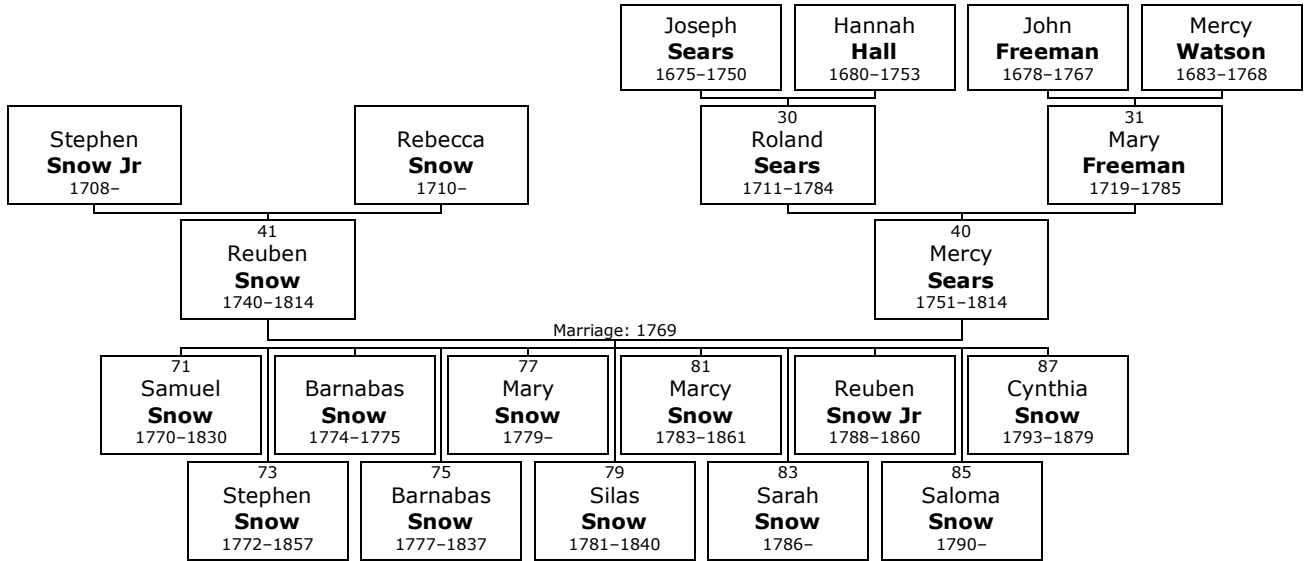 Joseph
Sears
1675–1750
Hannah
Hall
1680–1753
John
Freeman
1678–1767
Mercy
Watson
1683–1768
Stephen
Snow Jr
1708–
Rebecca
Snow
1710–
30
Roland
Sears
1711–1784
31
Mary
Freeman
1719–1785
41
Reuben
Snow
1740–1814
40
Mercy
Sears
1751–1814
Marriage: 1769
71
Samuel
Snow
1770–1830
Barnabas
Snow
1774–1775
77
Mary
Snow
1779–
81
Marcy
Snow
1783–1861
Reuben
Snow Jr
1788–1860
87
Cynthia
Snow
1793–1879
73
Stephen
Snow
1772–1857
75
Barnabas
Snow
1777–1837
79
Silas
Snow
1781–1840
83
Sarah
Snow
1786–
85
Saloma
Snow
1790–